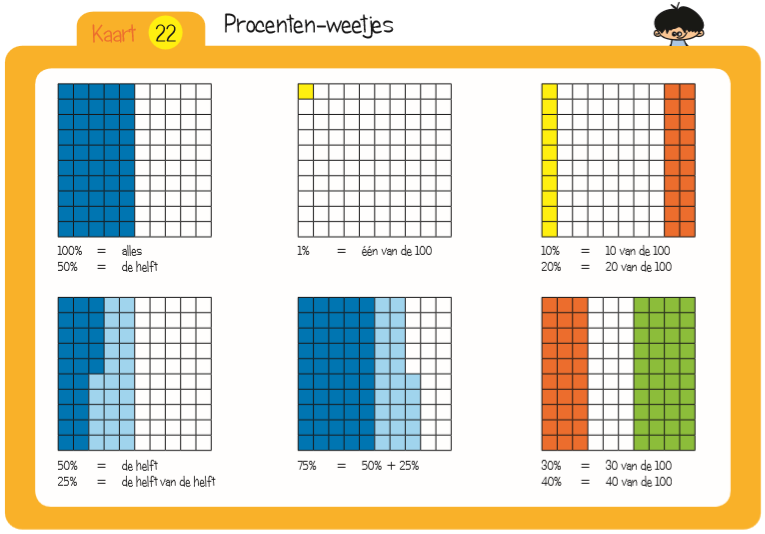 Kaart 22
Procenten-weetjes
100% = alles
50% = de helft
1% = één van de 100
10% = 10 van de 100
20% = 20 van de 100
50% = de helft
25% = de helft van de helft
75% = 50% + 25%
30% = 30 van de 100
40% = 40 van de 100